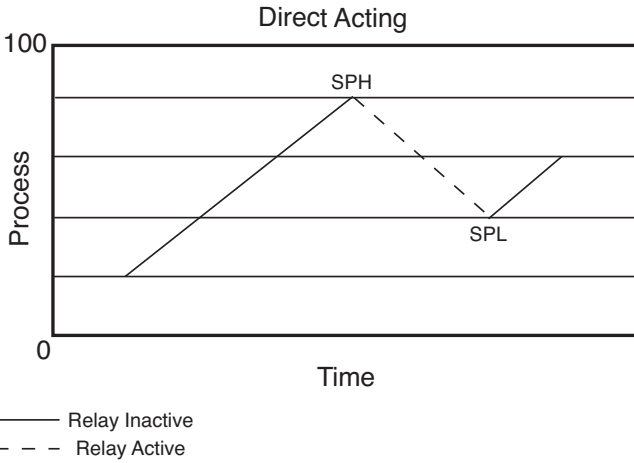 Direct Acting
100
SPH
Process
SPL
0
Time
Relay Inactive
Relay Active